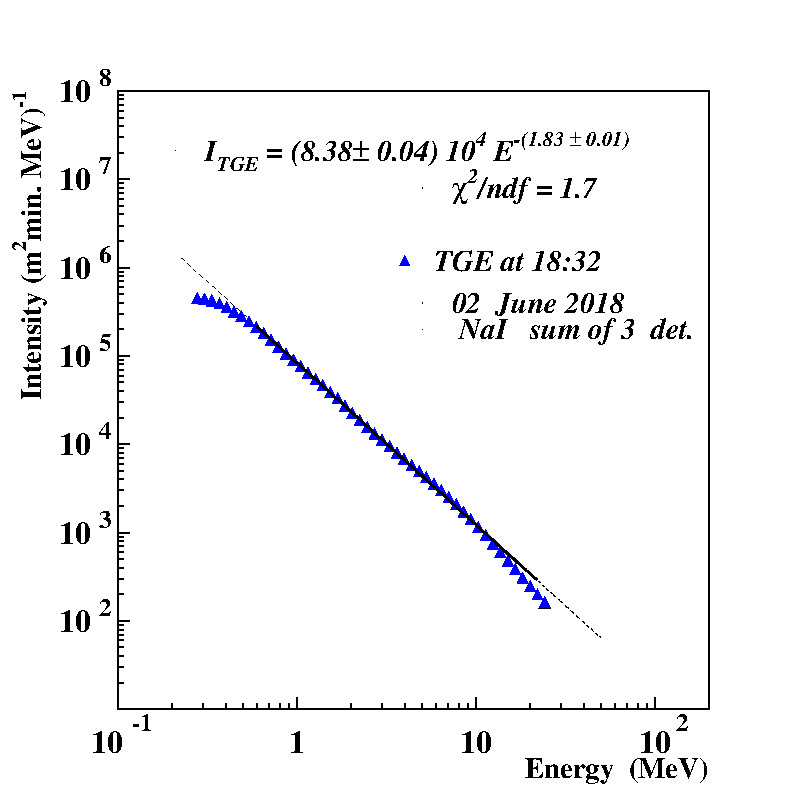 I_TGE = (8.38± 0.04) 10^4 E^-(1.83 ± 0.01)
χ^2/ndf = 1.7
TGE at 18:32
02 June 2018
NaI sum of 3 det.
Intensity (m^2min. MeV)^-1
10^8
10^7
10^6
10^5
10^4
10^3
10^2
10^-1 1 10 10^2
Energy (MeV)